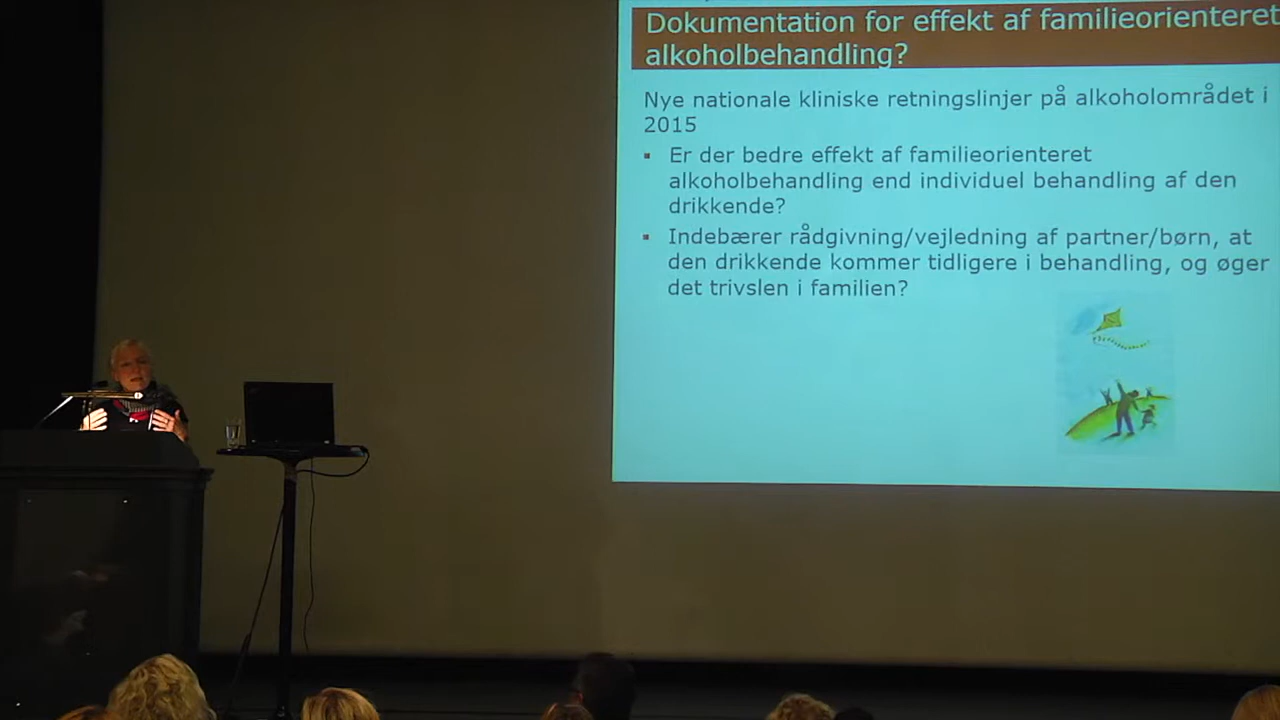 Dokumentation for effekt af familieorienteret
alkoholbehandling?
Nye nationale kliniske retningslinjer på alkoholområdet i
2015
▪ Er der bedre effekt af familieorienteret
alkoholbehandling end individuel behandling af den
drikkende?
▪ Indebærer rådgivning/vejledning af partner/børn, at
den drikkende kommer tidligere i behandling, og øger
det trivslen i familien?